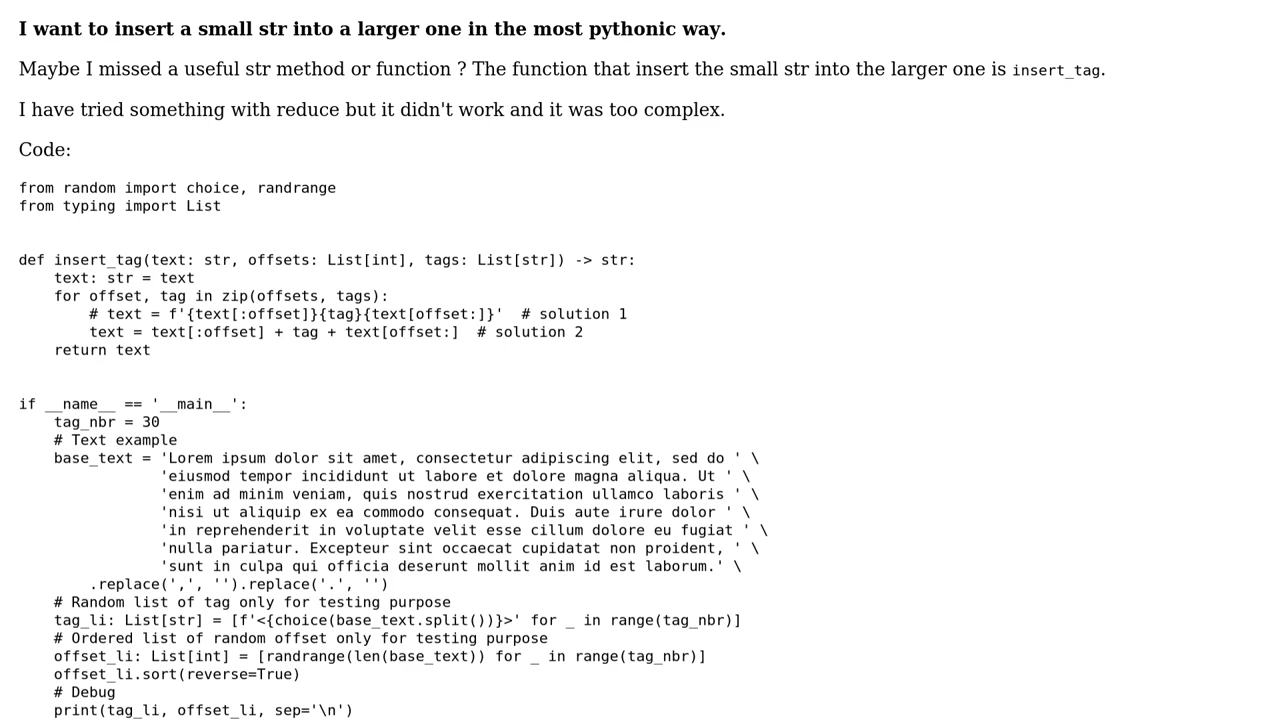 I want to insert a small str into a larger one in the most pythonic way.
Maybe I missed a useful str method or function ? The function that insert the small str into the larger one is insert_tag.
I have tried something with reduce but it didn't work and it was too complex.
Code:
from random import choice, randrange
from typing import List
def insert_tag(text: str, offsets: List[int], tags: List[str]) -> str:
    text: str = text
    for offset, tag in zip(offsets, tags):
        # text = f'{text[:offset]}{tag}{text[offset:]}'  # solution 1
        text = text[:offset] + tag + text[offset:]  # solution 2
    return text
if __name__ == '__main__':
    tag_nbr = 30
    # Text example
    base_text = 'Lorem ipsum dolor sit amet, consectetur adipiscing elit, sed do ' \
                'eiusmod tempor incididunt ut labore et dolore magna aliqua. Ut ' \
                'enim ad minim veniam, quis nostrud exercitation ullamco laboris ' \
                'nisi ut aliquip ex ea commodo consequat. Duis aute irure dolor ' \
                'in reprehenderit in voluptate velit esse cillum dolore eu fugiat ' \
                'nulla pariatur. Excepteur sint occaecat cupidatat non proident, ' \
                'sunt in culpa qui officia deserunt mollit anim id est laborum.' \
        .replace(',', '').replace('.', '')
    # Random list of tag only for testing purpose
    tag_li: List[str] = [f'<{choice(base_text.split())}>' for _ in range(tag_nbr)]
    # Ordered list of random offset only for testing purpose
    offset_li: List[int] = [randrange(len(base_text)) for _ in range(tag_nbr)]
    offset_li.sort(reverse=True)
    # Debug
    print(tag_li, offset_li, sep='\n')